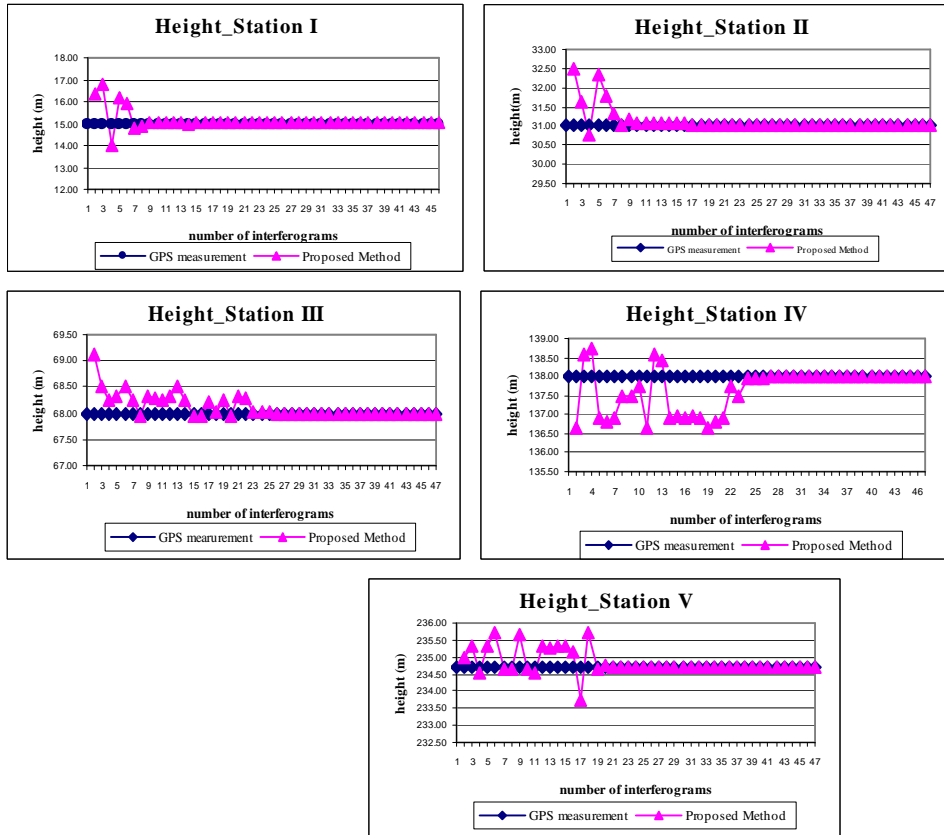 Height_Station I
18.00
17.00
16.00
15.00
14.00
13.00
12.00
height (m)
1 3 5 7 9 11 13 15 17 19 21 23 25 27 29 31 33 35 37 39 41 43 45
number of interferograms
GPS measurement Proposed Method
Height_Station II
33.00
32.50
32.00
31.50
31.00
30.50
30.00
29.50
height(m)
1 3 5 7 9 11 13 15 17 19 21 23 25 27 29 31 33 35 37 39 41 43 45 47
number of interferograms
GPS measurement Proposed Method
Height_Station III
69.50
69.00
68.50
68.00
67.50
67.00
height (m)
1 3 5 7 9 11 13 15 17 19 21 23 25 27 29 31 33 35 37 39 41 43 45 47
number of interferograms
GPS mearurement Proposed Method
Height_Station IV
139.00
138.50
138.00
137.50
137.00
136.50
136.00
135.50
height (m)
1 4 7 10 13 16 19 22 25 28 31 34 37 40 43 46
number of interferograms
GPS measurement Proposed Method
Height_Station V
236.00
235.50
235.00
234.50
234.00
233.50
233.00
232.50
height (m)
1 3 5 7 9 11 13 15 17 19 21 23 25 27 29 31 33 35 37 39 41 43 45 47
number of interferograms
GPS measurement Proposed Method